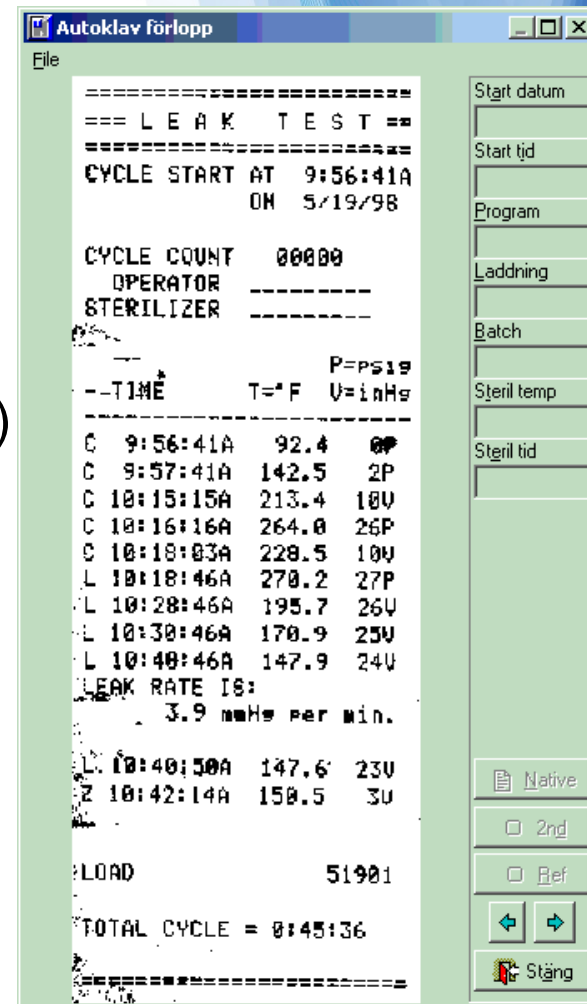 Autoklav förlopp
File
=== L E A K T E S T ==
CYCLE START AT 9:56:41A
ON 5/19/98
CYCLE COUNT 00000
OPERATOR _________
STERILIZER _________
P=psig
--TIME T=°F V=inHg
C 9:56:41A 92.4 0P
C 9:57:41A 142.5 2P
C 10:15:15A 213.4 10V
C 10:16:16A 264.0 26P
C 10:18:03A 228.5 10V
L 10:18:46A 270.2 27P
L 10:28:46A 195.7 26V
L 10:30:46A 170.9 25V
L 10:40:46A 147.9 24V
LEAK RATE IS:
3.9 mmHg per min.
L 10:40:50A 147.6 23V
Z 10:42:14A 150.5 3V
LOAD 51901
TOTAL CYCLE = 0:45:36
Start datum
Start tid
Program
Laddning
Batch
Steril temp
Steril tid
Native
2nd
Ref
Stäng
)